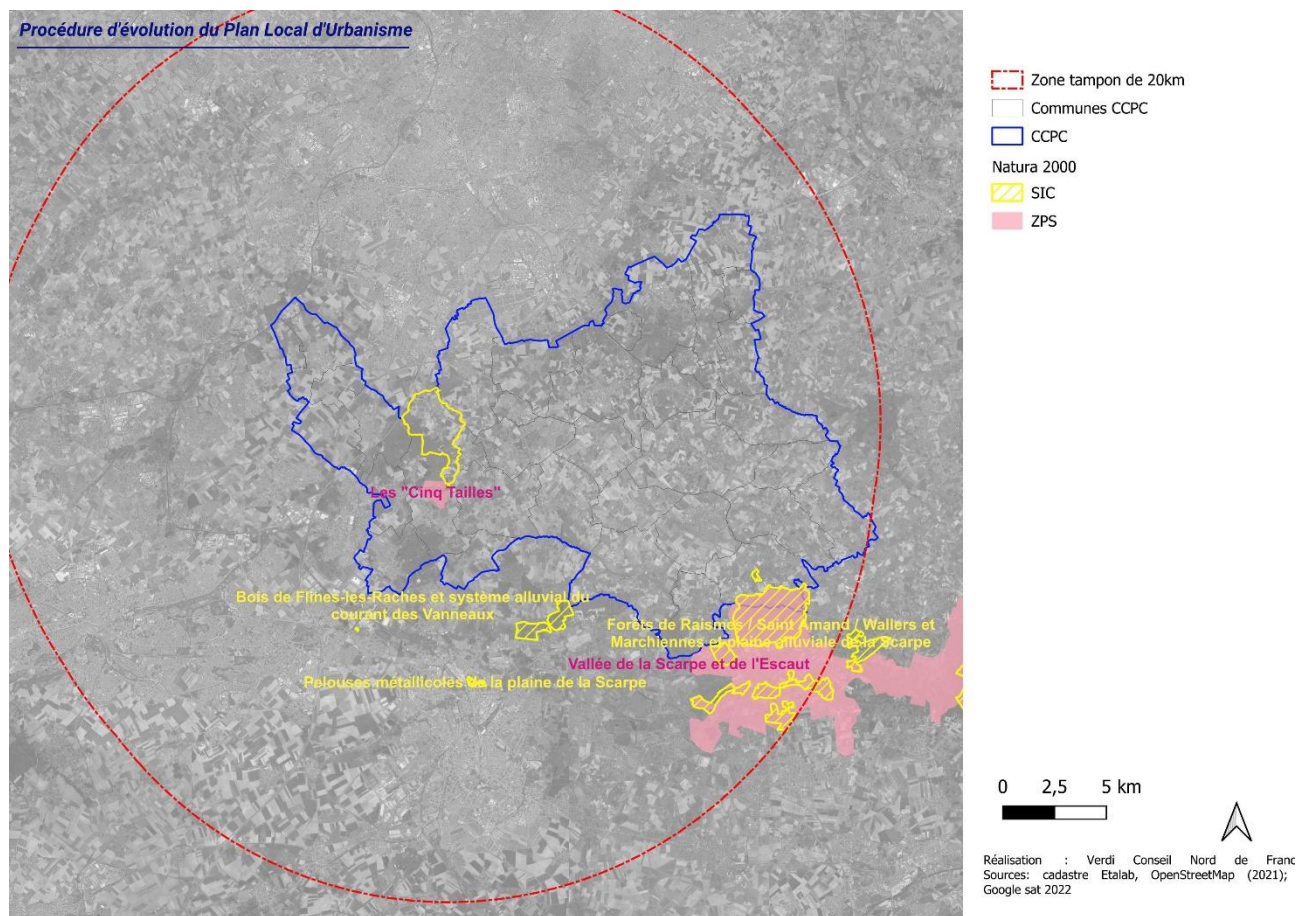 Procédure d'évolution du Plan Local d'Urbanisme
Zone tampon de 20km
Communes CCPC
CCPC
Natura 2000
SIC
ZPS
Les "Cinq Tailles"
Bois de Flines-les-Raches et système alluvial du
courant des Vanneaux
Forêts de Raismes / Saint Amand / Wallers et
Marchiennes et plaine alluviale de la Scarpe
Vallée de la Scarpe et de l'Escaut
Pelouses métallicoles de la plaine de la Scarpe
0 2,5 5 km
Réalisation : Verdi Conseil Nord de Franc
Sources: cadastre Etalab, OpenStreetMap (2021);
Google sat 2022